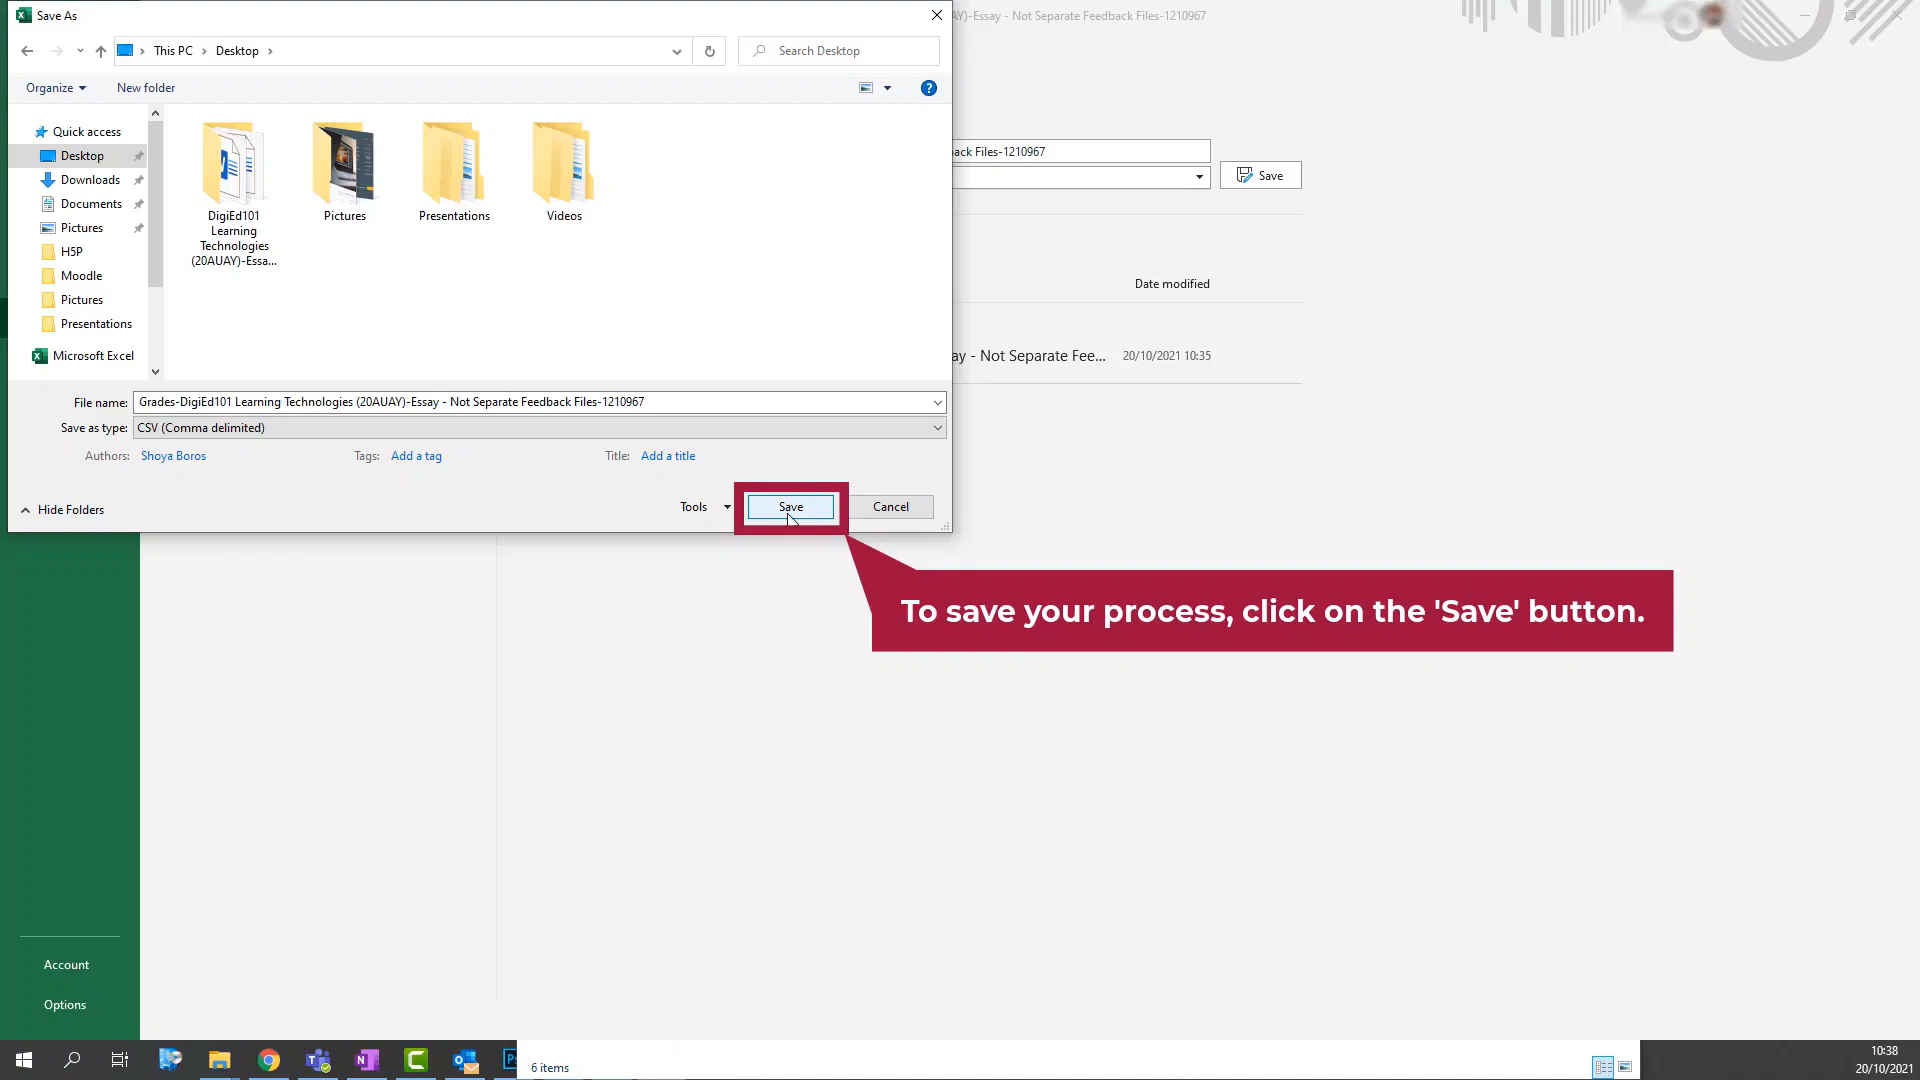 Save As
AY)-Essay - Not Separate Feedback Files-1210967
This PC
Desktop
Search Desktop
Organize
New folder
Quick access
Desktop
Downloads
Documents
Pictures
H5P
Moodle
Pictures
Presentations
Microsoft Excel
DigiEd101
Learning
Technologies
(20AUAY)-Essa...
Pictures
Presentations
Videos
ack Files-1210967
Save
Date modified
ay - Not Separate Fee... 20/10/2021 10:35
File name: Grades-DigiEd101 Learning Technologies (20AUAY)-Essay - Not Separate Feedback Files-1210967
Save as type: CSV (Comma delimited)
Authors: Shoya Boros Tags: Add a tag Title: Add a title
Hide Folders
Tools Save Cancel
To save your process, click on the 'Save' button.
Account
Options
6 items
10:38
20/10/2021